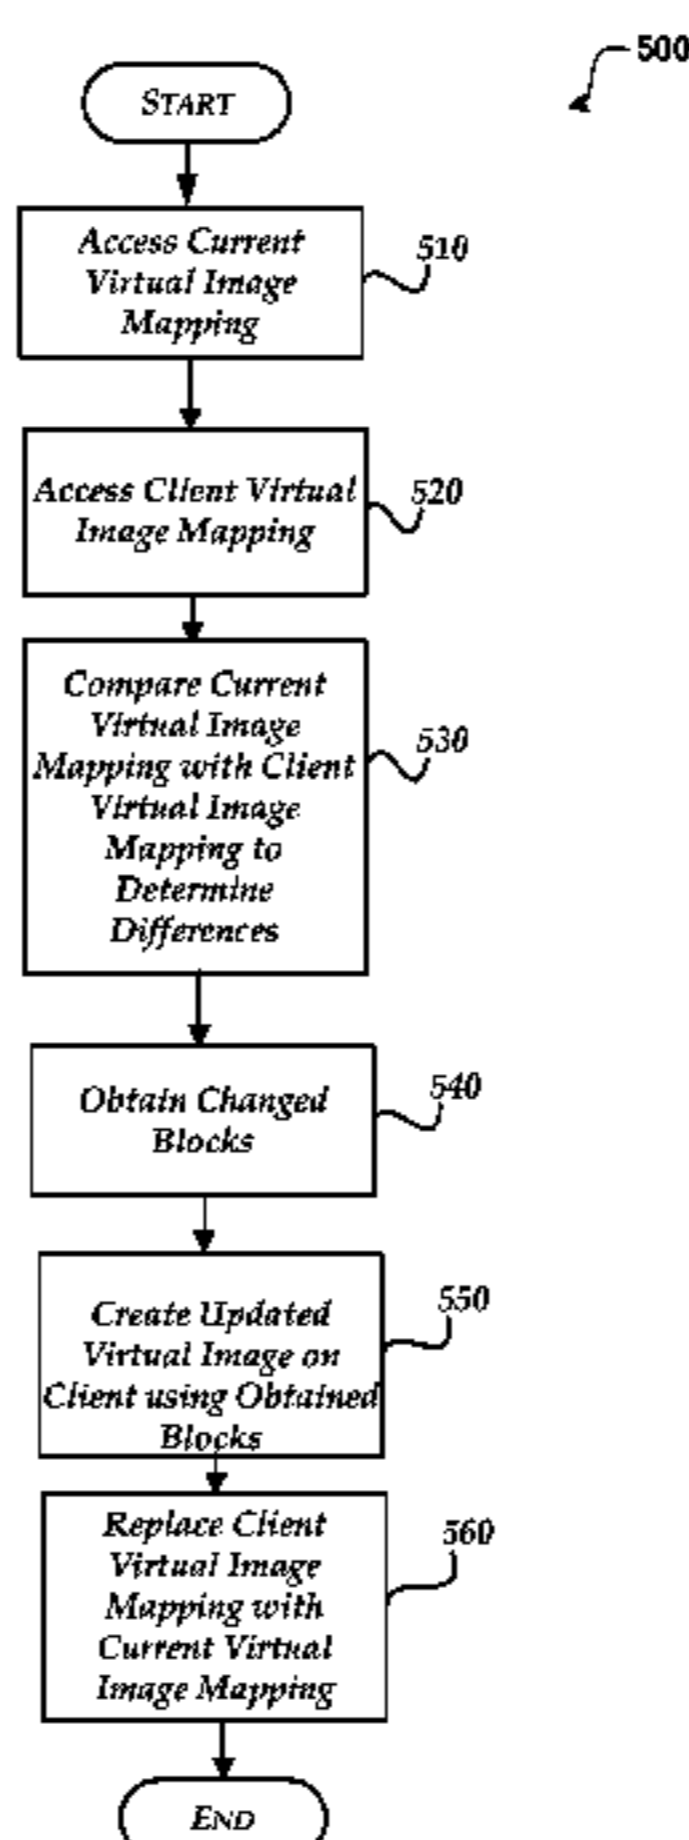 500
START
Access Current
Virtual Image
Mapping
510
Access Client Virtual
Image Mapping
520
Compare Current
Virtual Image
Mapping with Client
Virtual Image
Mapping to
Determine
Differences
530
Obtain Changed
Blocks
540
Create Updated
Virtual Image on
Client using Obtained
Blocks
550
Replace Client
Virtual Image
Mapping with
Current Virtual
Image Mapping
560
END